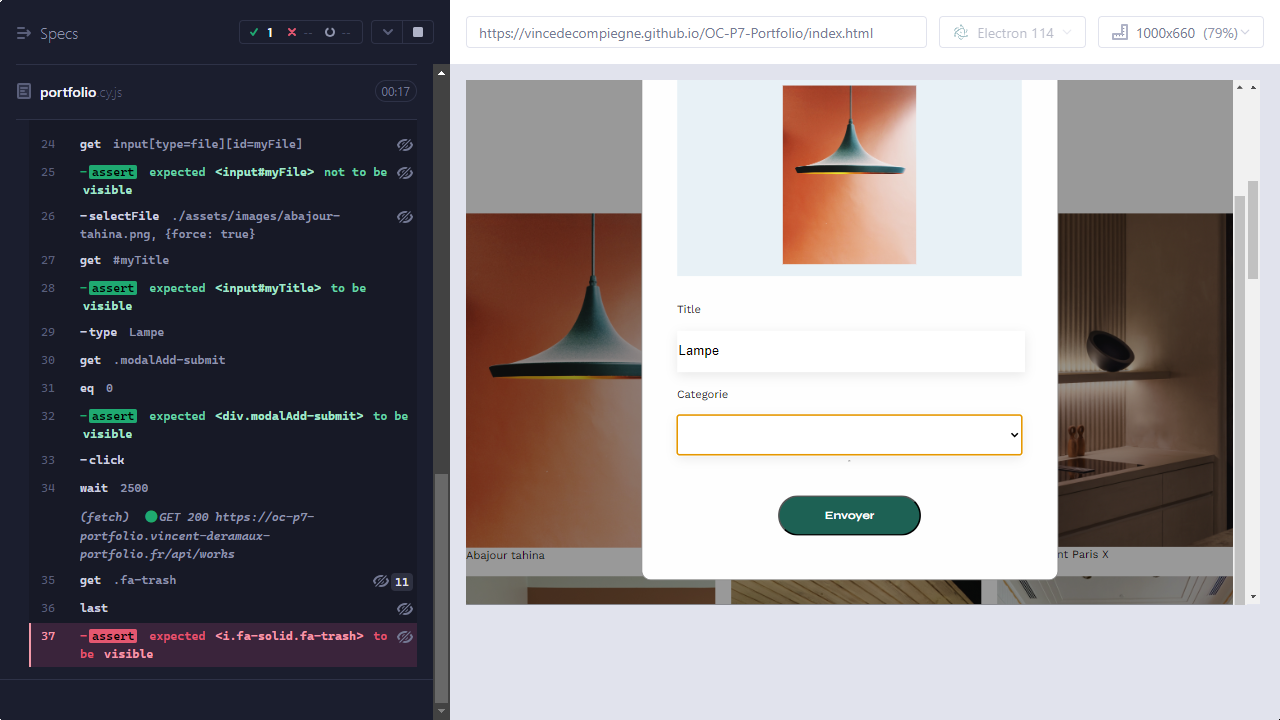 Specs
1
--
--
https://vincedecompiegne.github.io/OC-P7-Portfolio/index.html
Electron 114
1000x660 (79%)
portfolio.cy.js
00:17
24 get input[type=file][id=myFile]
25 -assert expected <input#myFile> not to be
visible
26 -selectFile ./assets/images/abajour-
tahina.png, {force: true}
27 get #myTitle
28 -assert expected <input#myTitle> to be
visible
29 -type Lampe
30 get .modalAdd-submit
31 eq 0
32 -assert expected <div.modalAdd-submit> to be
visible
33 -click
34 wait 2500
(fetch) GET 200 https://oc-p7-
portfolio.vincent-deramaux-
portfolio.fr/api/works
35 get .fa-trash 11
36 last
37 -assert expected <i.fa-solid.fa-trash> to
be visible
Title
Lampe
Categorie
Envoyer
Abajour tahina
nt Paris X